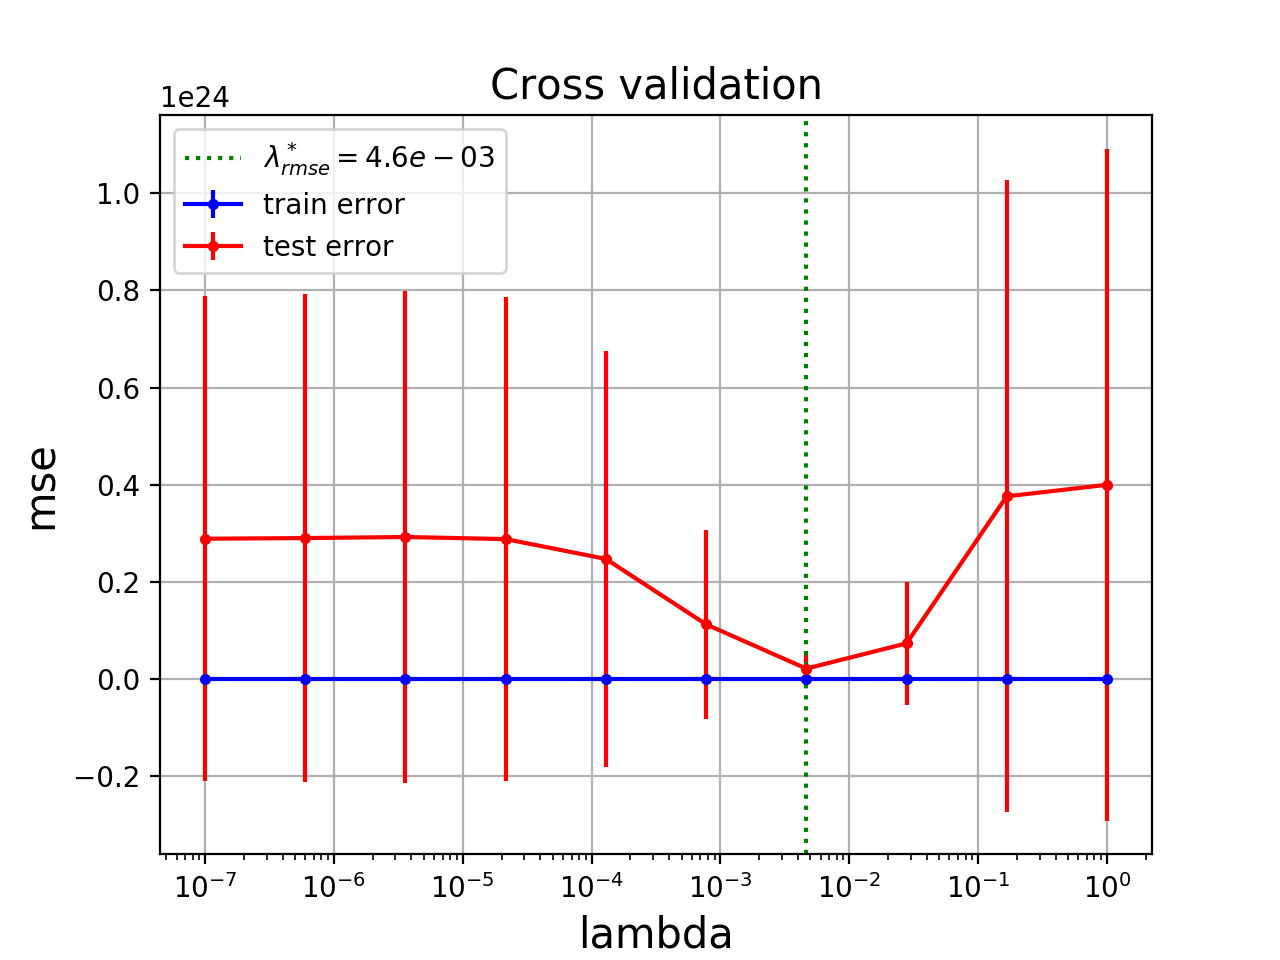 Cross validation
1e24
λ*rmse = 4.6e − 03
train error
test error
1.0
0.8
0.6
0.4
0.2
0.0
−0.2
mse
10⁻⁷ 10⁻⁶ 10⁻⁵ 10⁻⁴ 10⁻³ 10⁻² 10⁻¹ 10⁰
lambda